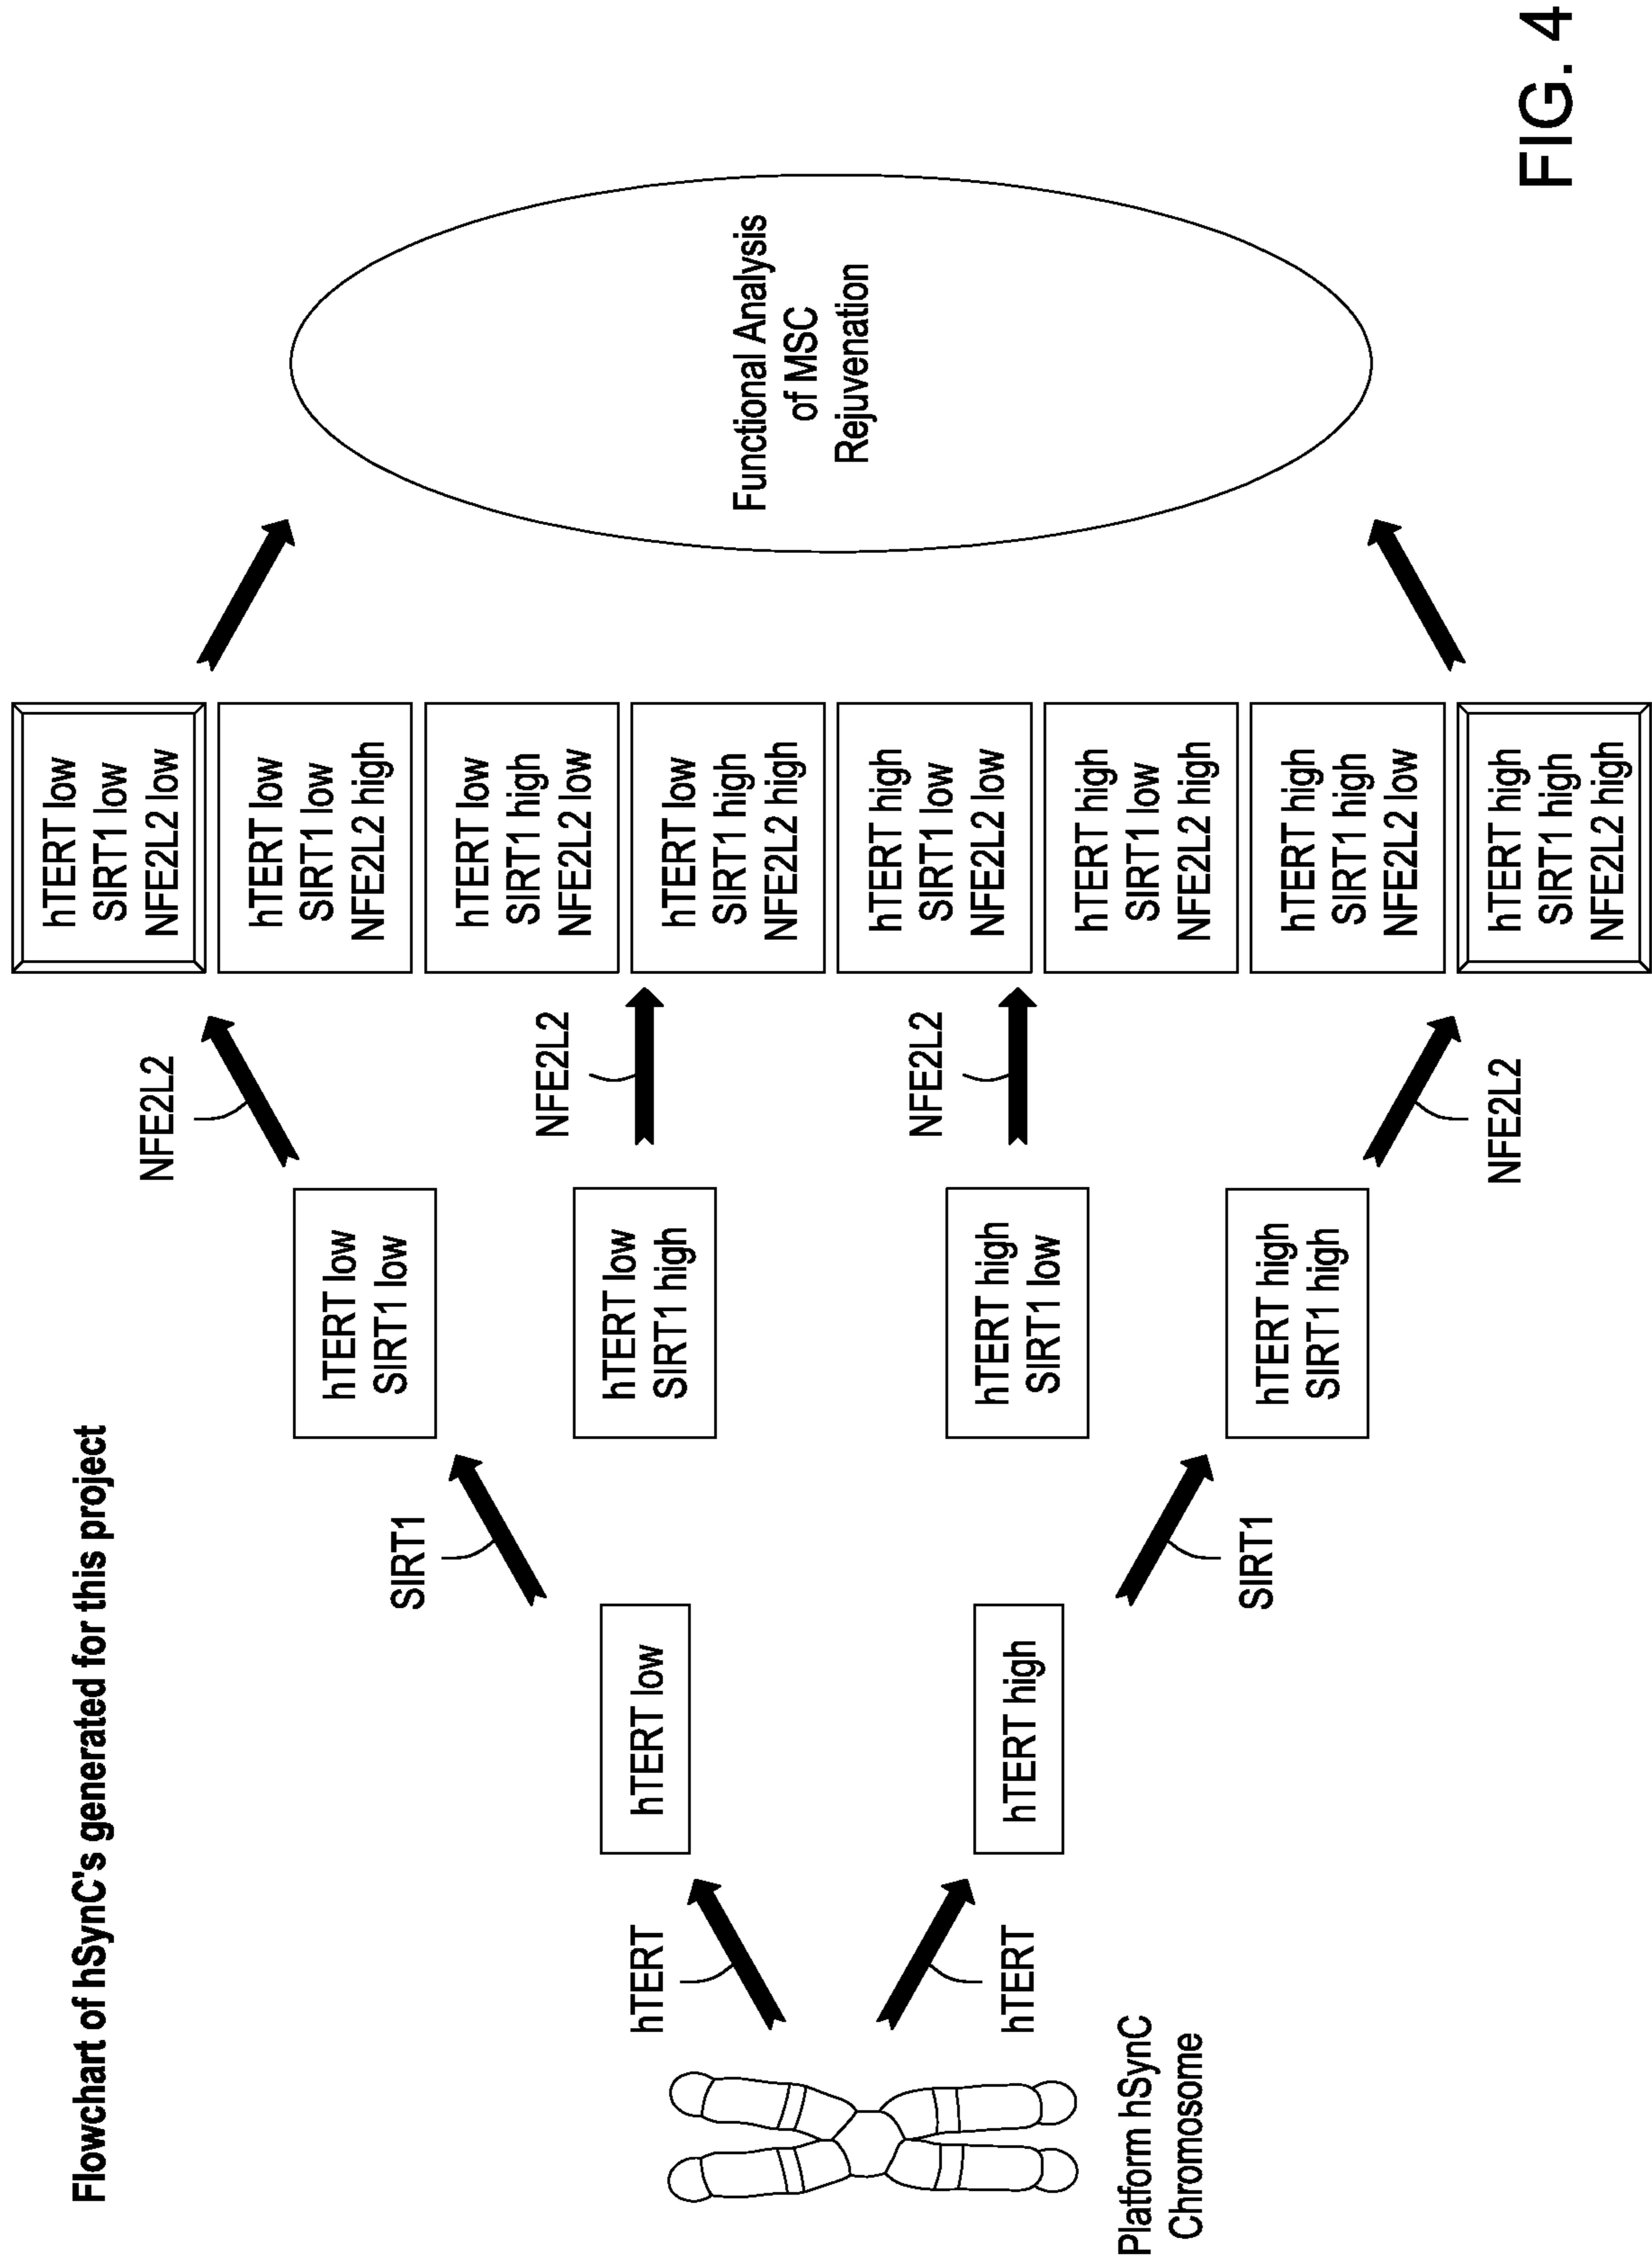 Flowchart of hSynC's generated for this project
Platform hSynC
Chromosome
hTERT
hTERT
hTERT low
hTERT high
SIRT1
SIRT1
hTERT low
SIRT1 low
hTERT low
SIRT1 high
hTERT high
SIRT1 low
hTERT high
SIRT1 high
NFE2L2
NFE2L2
NFE2L2
NFE2L2
hTERT low
SIRT1 low
NFE2L2 low
hTERT low
SIRT1 low
NFE2L2 high
hTERT low
SIRT1 high
NFE2L2 low
hTERT low
SIRT1 high
NFE2L2 high
hTERT high
SIRT1 low
NFE2L2 low
hTERT high
SIRT1 low
NFE2L2 high
hTERT high
SIRT1 high
NFE2L2 low
hTERT high
SIRT1 high
NFE2L2 high
Functional Analysis
of MSC
Rejuvenation
FIG. 4